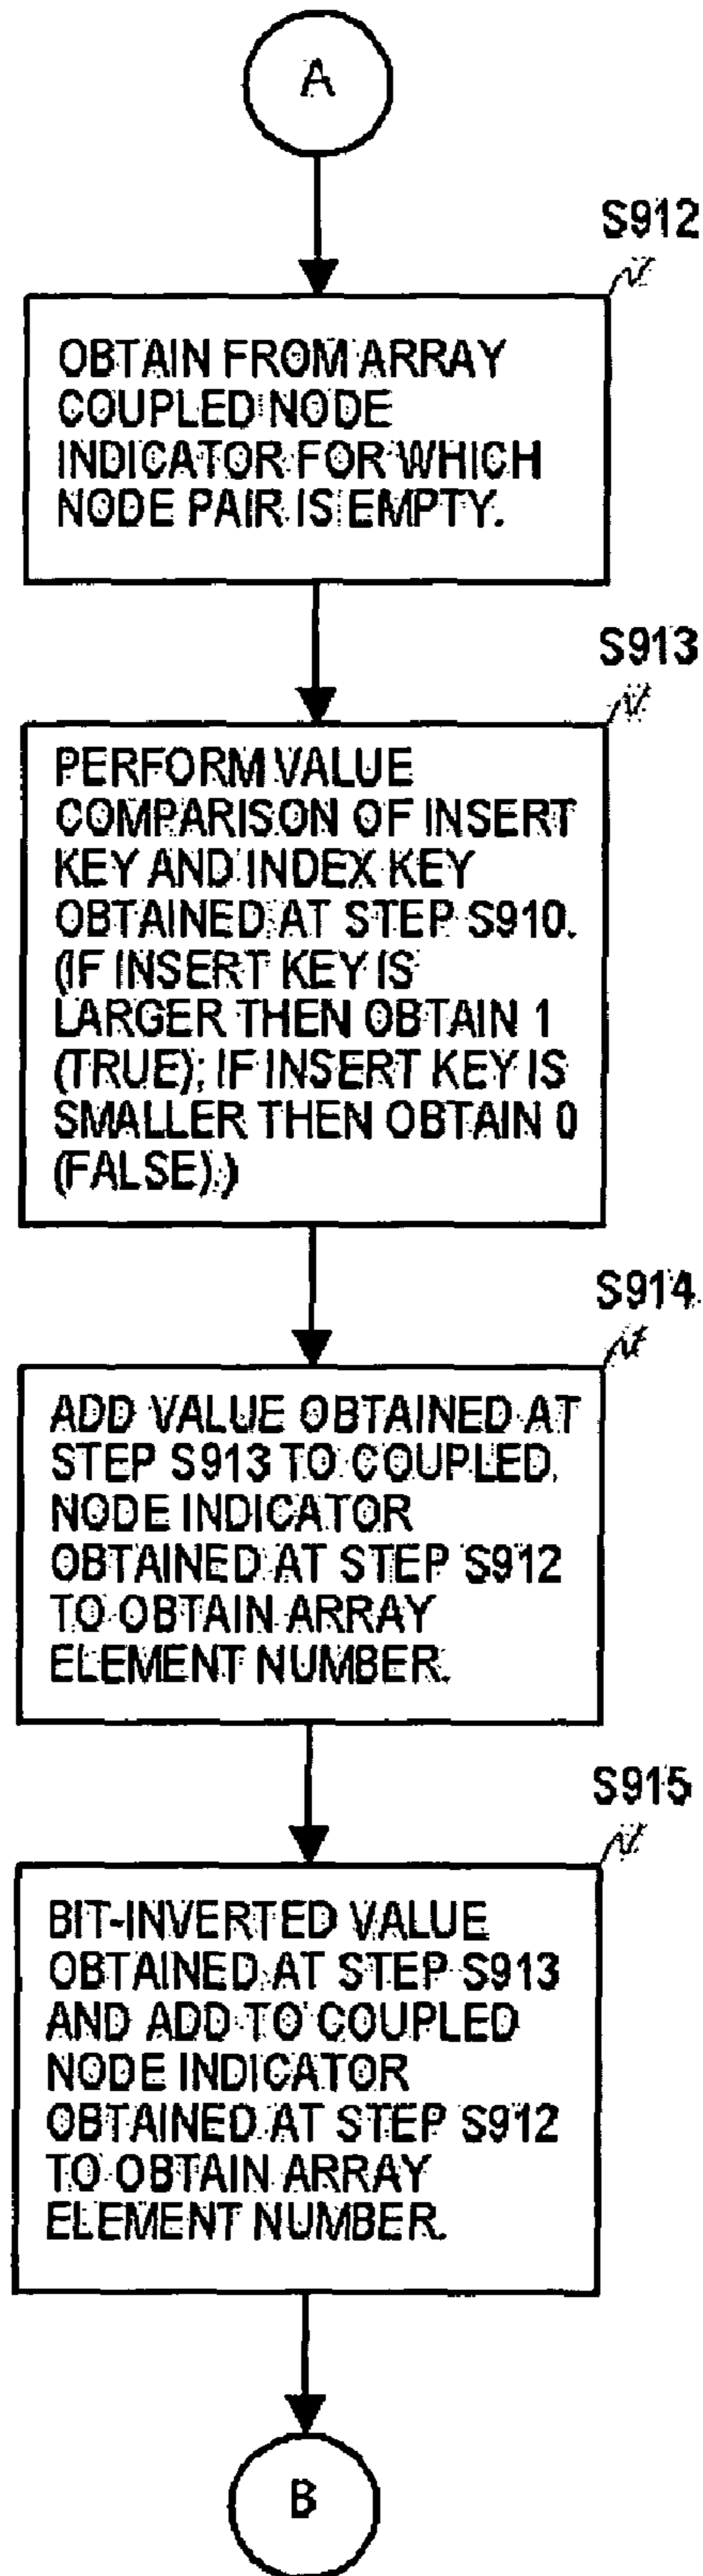 A
S912
OBTAIN FROM ARRAY
COUPLED NODE
INDICATOR FOR WHICH
NODE PAIR IS EMPTY.
S913
PERFORM VALUE
COMPARISON OF INSERT
KEY AND INDEX KEY
OBTAINED AT STEP S910.
(IF INSERT KEY IS
LARGER THEN OBTAIN 1
(TRUE); IF INSERT KEY IS
SMALLER THEN OBTAIN 0
(FALSE).)
S914
ADD VALUE OBTAINED AT
STEP S913 TO COUPLED
NODE INDICATOR
OBTAINED AT STEP S912
TO OBTAIN ARRAY
ELEMENT NUMBER.
S915
BIT-INVERTED VALUE
OBTAINED AT STEP S913
AND ADD TO COUPLED
NODE INDICATOR
OBTAINED AT STEP S912
TO OBTAIN ARRAY
ELEMENT NUMBER.
B